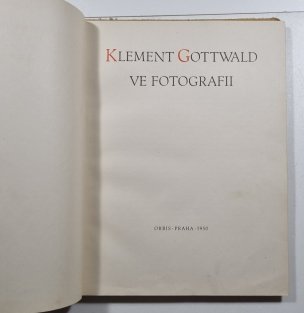 KLEMENT GOTTWALD
VE FOTOGRAFII
ORBIS-PRAHA-1950